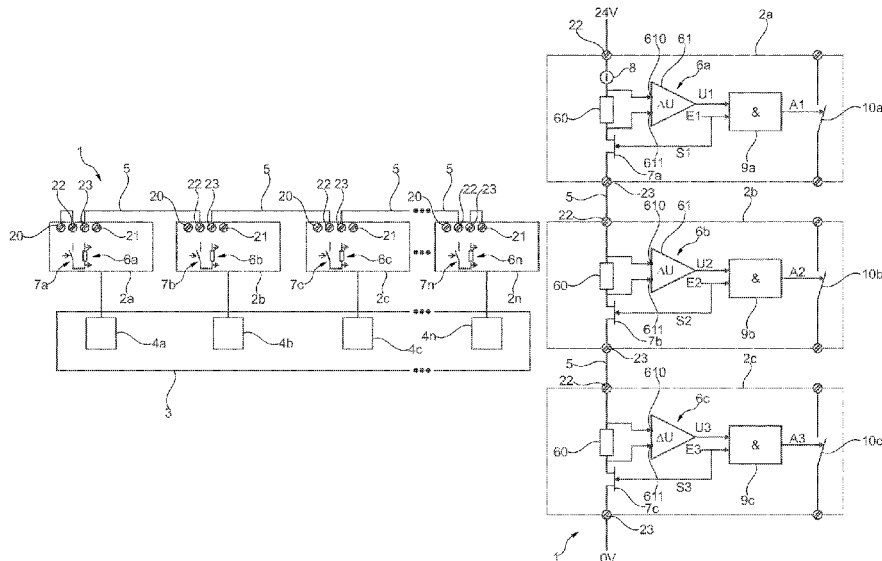 1
5 5 5
20 22 23 20 22 23 20 22 23 20 22 23
21 21 21 21
7a 6a 7b 6b 7c 6c 7n 6n
2a 2b 2c 2n
4a 4b 4c 4n
3
24V
22 610 61 6a 2a
8
ΔU U1 & A1 10a
60 E1
611 S1 9a
7a
5 23
22 610 61 6b 2b
ΔU U2 & A2 10b
60 E2
611 S2 9b
7b
5 23
22 610 6c 2c
ΔU U3 & A3 10c
60 E3
611 S3 9c
7c
23
1
0V